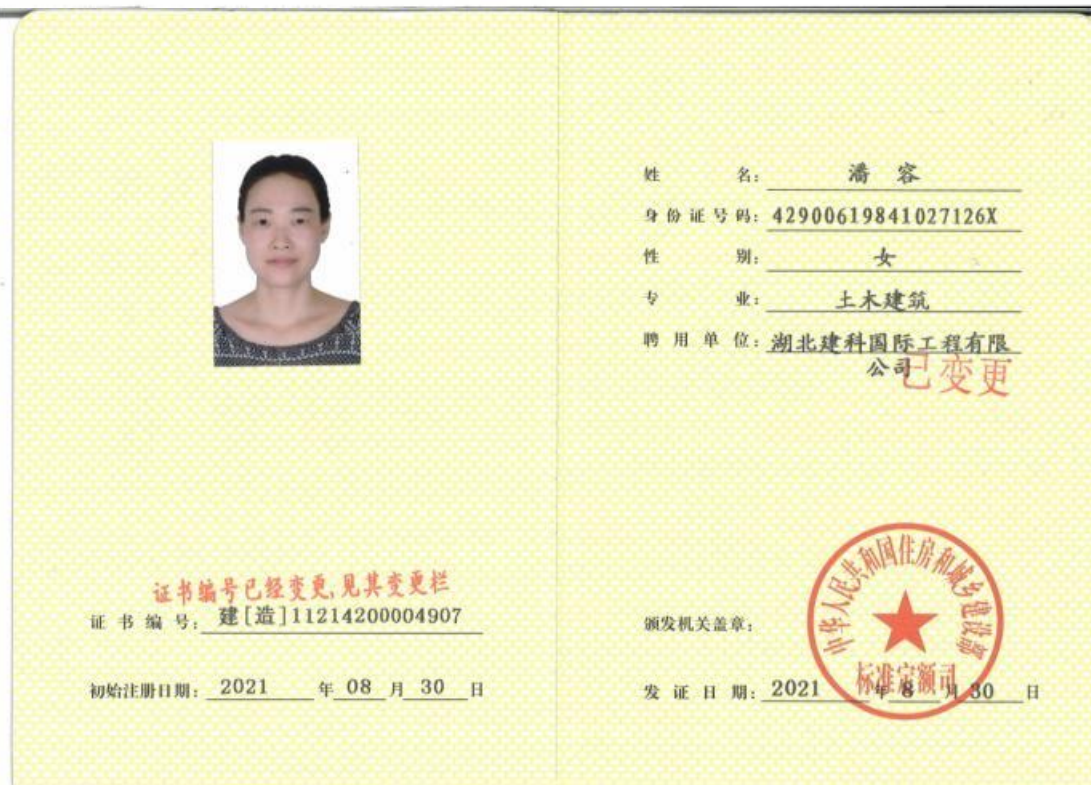 姓 名: 潘 容
身份证号码: 42900619841027126X
性 别: 女
专 业: 土木建筑
聘用单位: 湖北建科国际工程有限
公司
已变更
证书编号已经变更,见其变更栏
证书编号: 建[造]11214200004907
初始注册日期: 2021 年 08 月 30 日
颁发机关盖章:
中华人民共和国住房和城乡建设部
标准定额司
发证日期: 2021 年 8 月 30 日